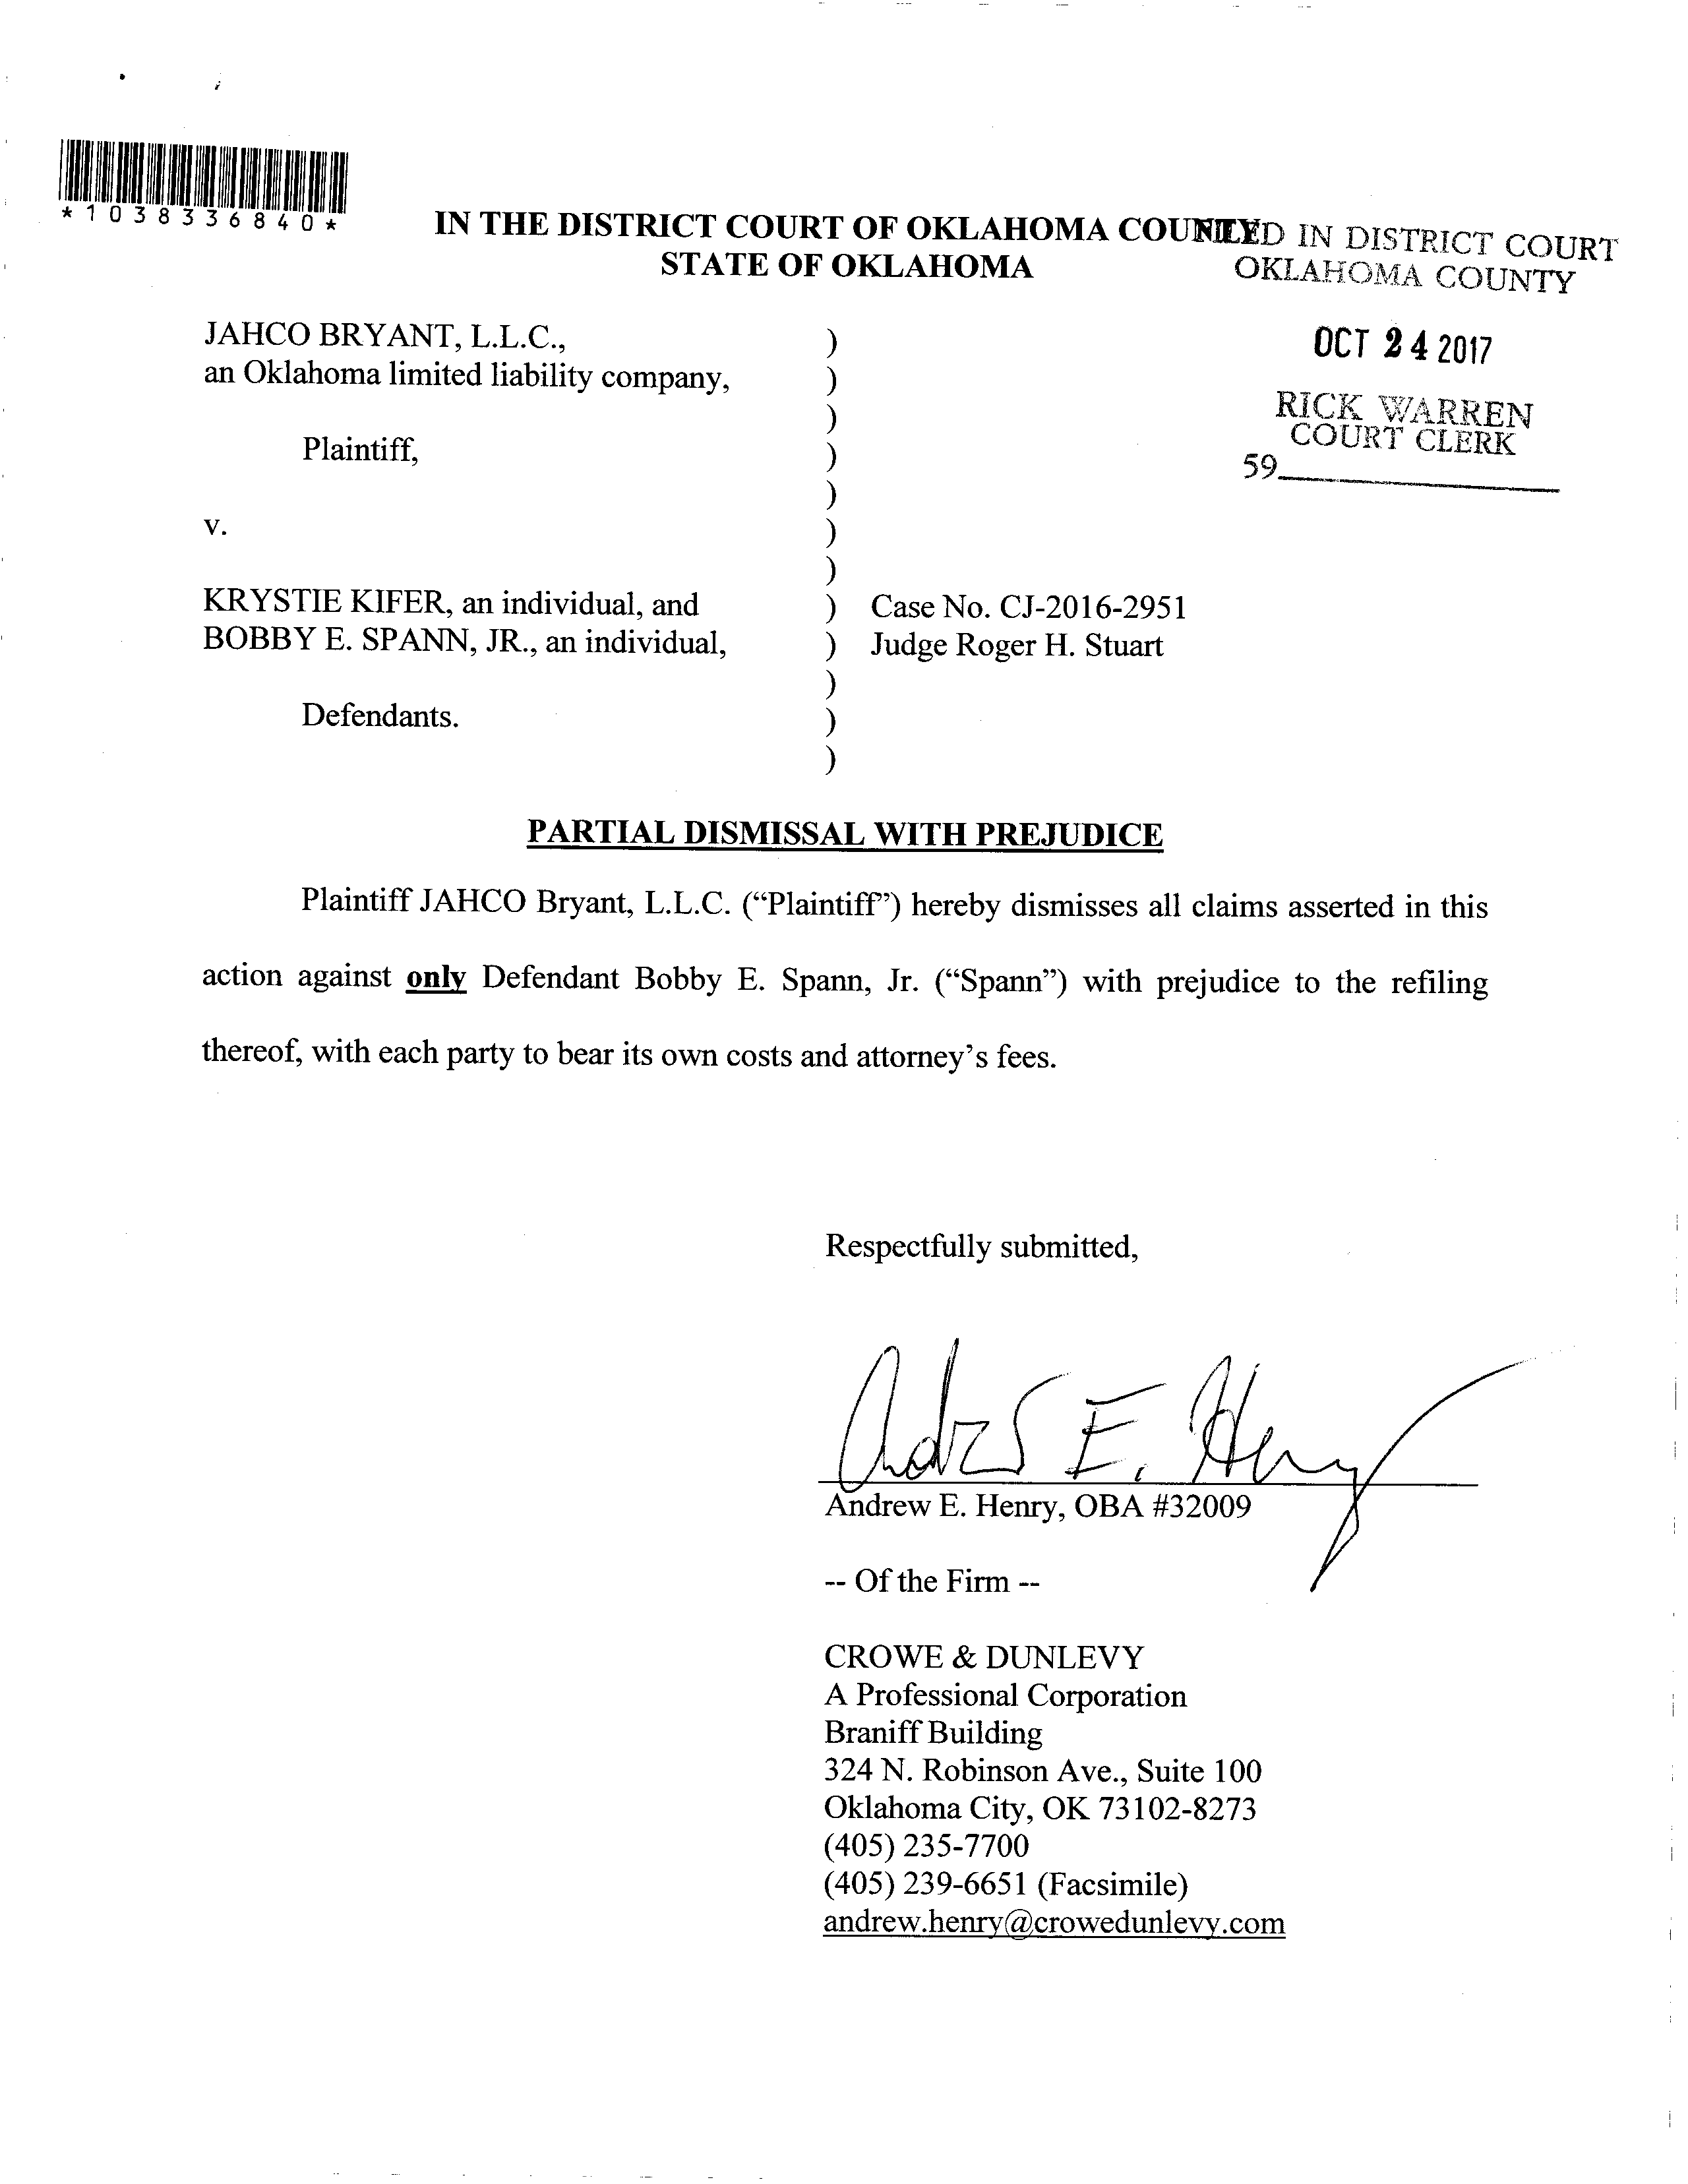 *1038336840*
IN THE DISTRICT COURT OF OKLAHOMA COUNTY
STATE OF OKLAHOMA
FILED IN DISTRICT COURT
OKLAHOMA COUNTY
OCT 24 2017
RICK WARREN
COURT CLERK
59
JAHCO BRYANT, L.L.C., )
an Oklahoma limited liability company, )
)
Plaintiff, )
)
v. )
)
KRYSTIE KIFER, an individual, and ) Case No. CJ-2016-2951
BOBBY E. SPANN, JR., an individual, ) Judge Roger H. Stuart
)
Defendants. )
)
PARTIAL DISMISSAL WITH PREJUDICE
Plaintiff JAHCO Bryant, L.L.C. (“Plaintiff”) hereby dismisses all claims asserted in this
action against only Defendant Bobby E. Spann, Jr. (“Spann”) with prejudice to the refiling
thereof, with each party to bear its own costs and attorney’s fees.
Respectfully submitted,
Andrew E. Henry
Andrew E. Henry, OBA #32009
-- Of the Firm --
CROWE & DUNLEVY
A Professional Corporation
Braniff Building
324 N. Robinson Ave., Suite 100
Oklahoma City, OK 73102-8273
(405) 235-7700
(405) 239-6651 (Facsimile)
andrew.henry@crowedunlevy.com